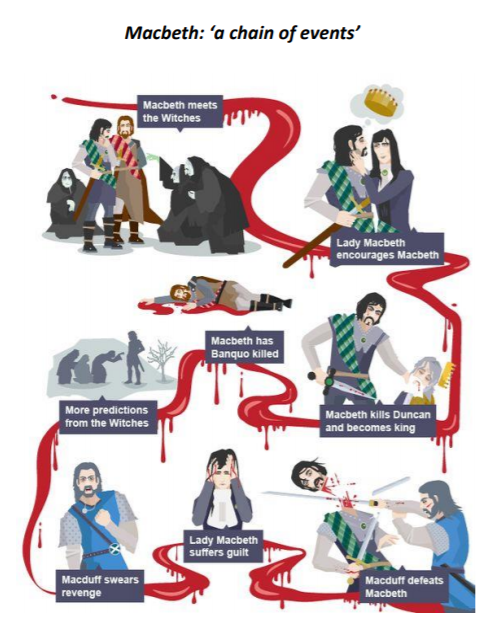 Macbeth: ‘a chain of events’
Macbeth meets
the Witches
Lady Macbeth
encourages Macbeth
Macbeth kills Duncan
and becomes king
Macbeth has
Banquo killed
More predictions
from the Witches
Macduff swears
revenge
Lady Macbeth
suffers guilt
Macduff defeats
Macbeth